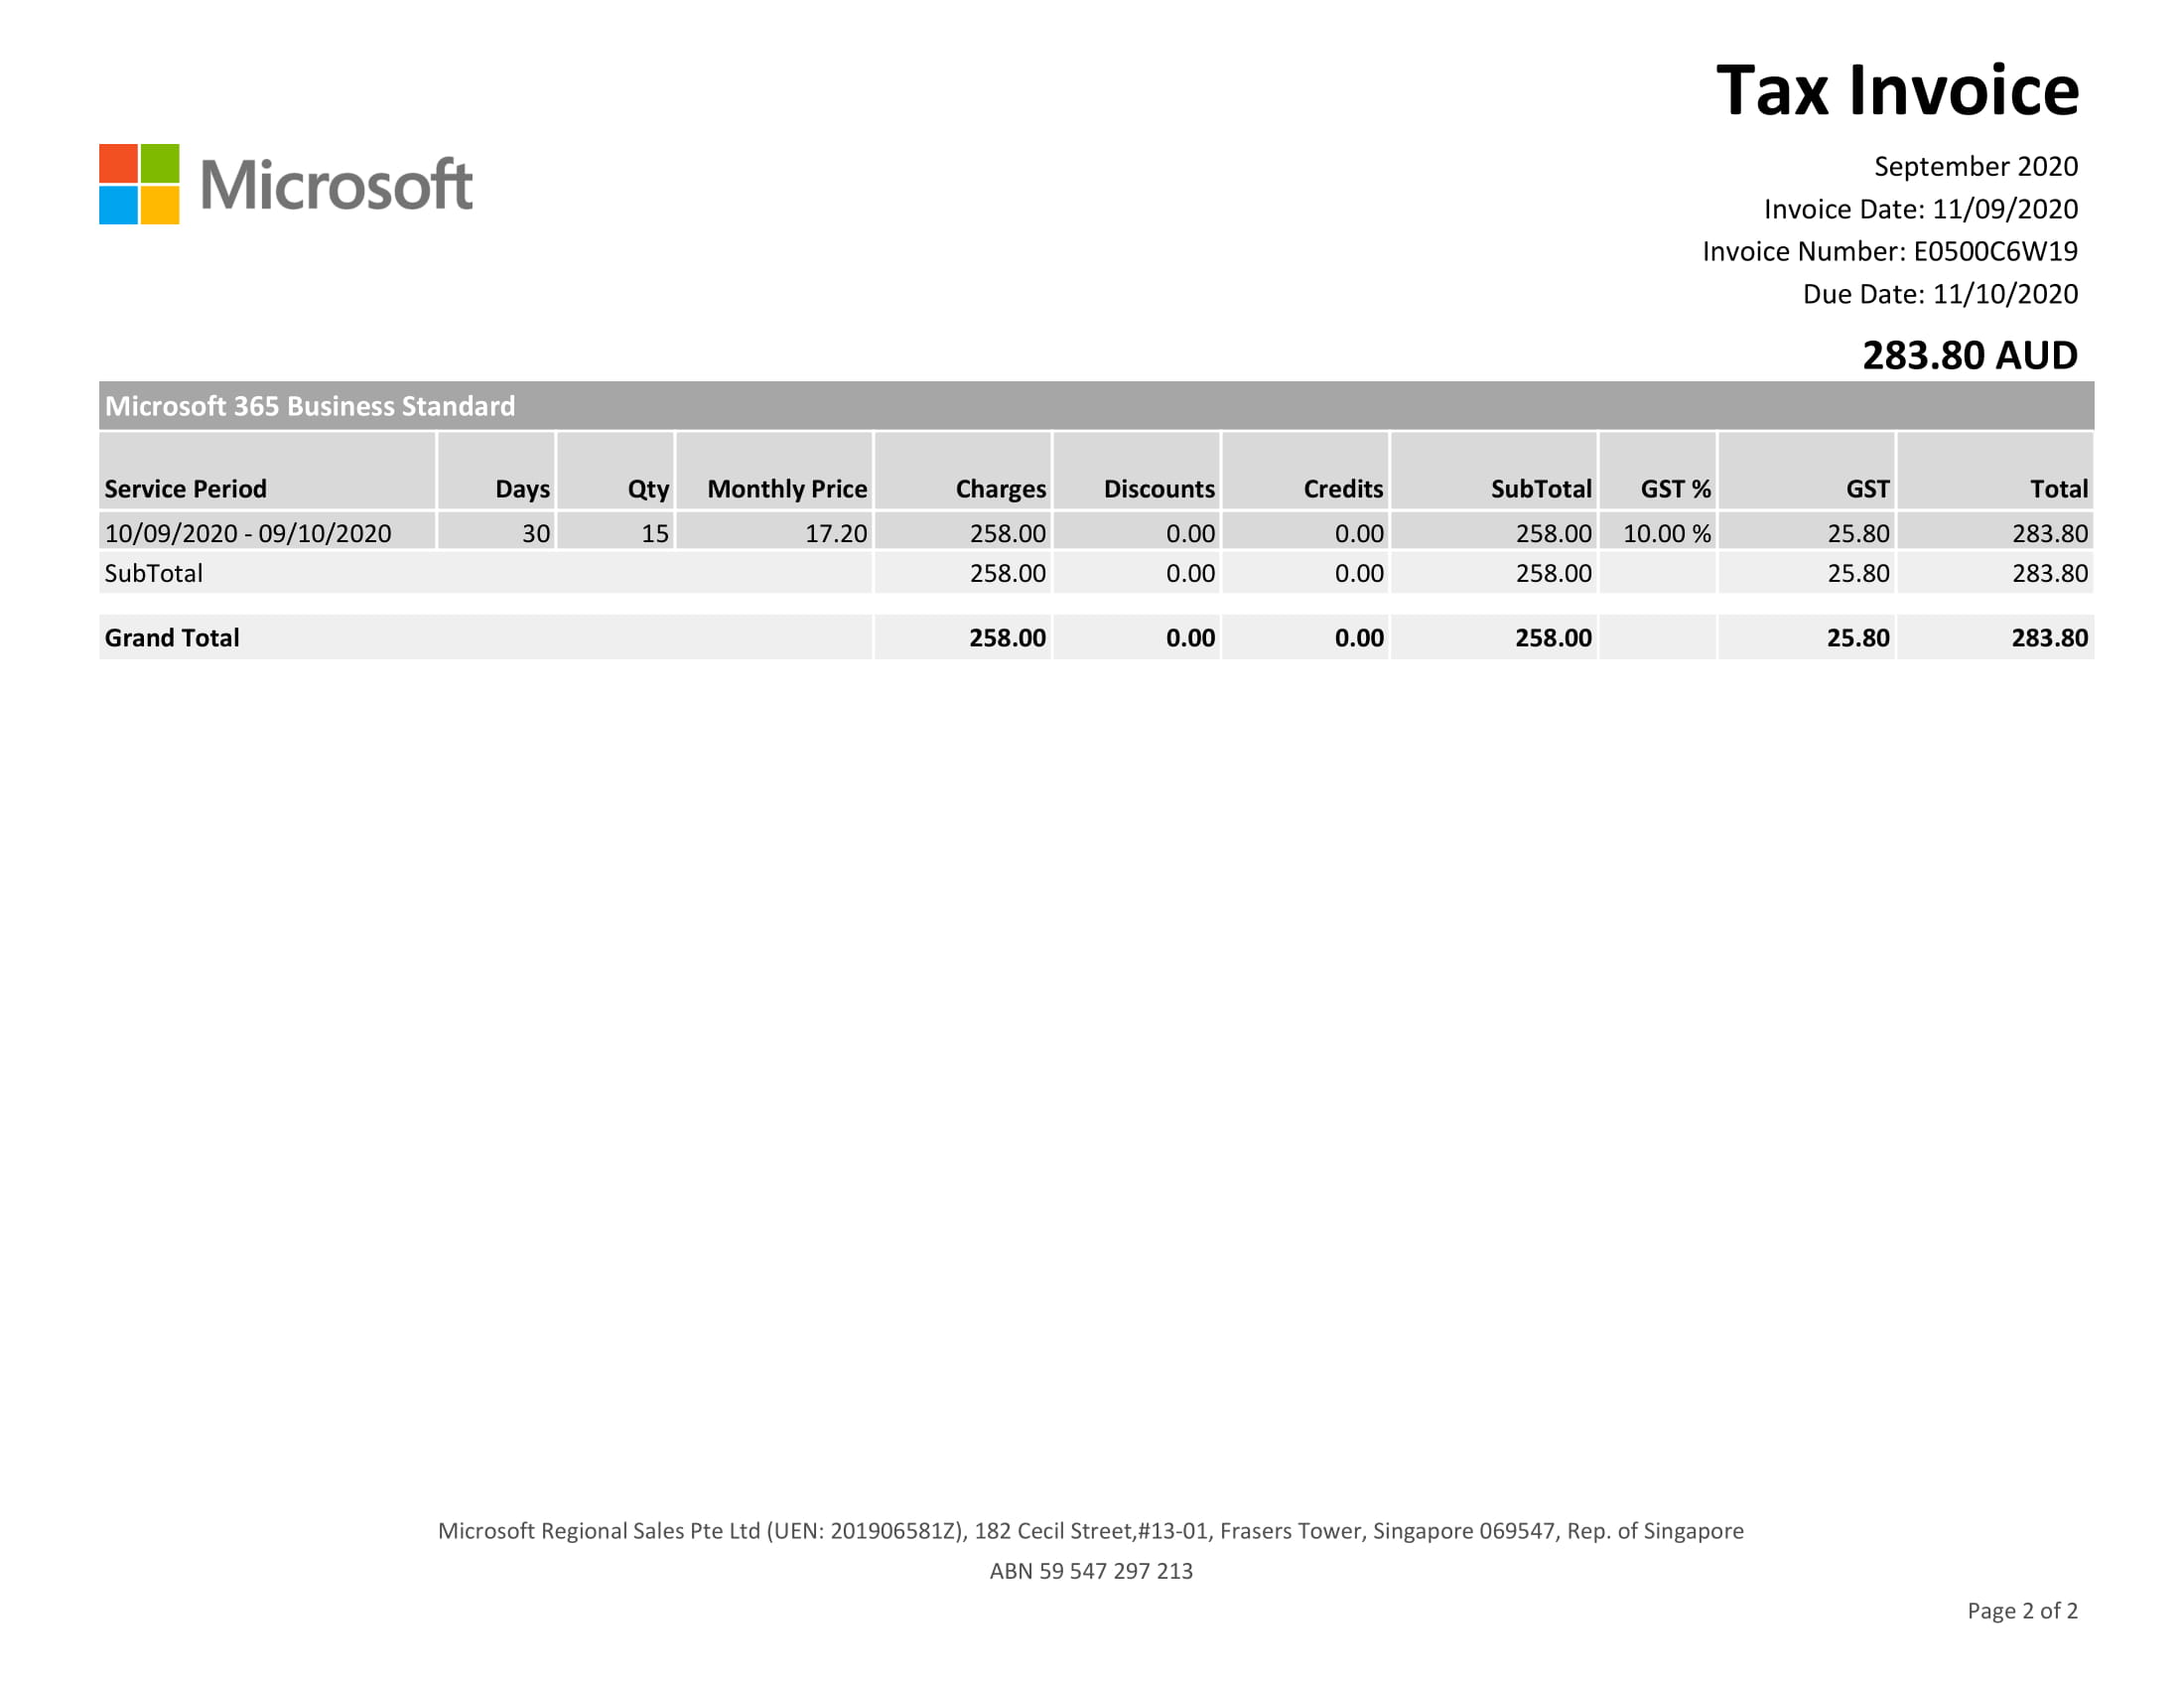 Tax Invoice
Microsoft
September 2020
Invoice Date: 11/09/2020
Invoice Number: E0500C6W19
Due Date: 11/10/2020
283.80 AUD
Microsoft 365 Business Standard
Service Period Days Qty Monthly Price Charges Discounts Credits SubTotal GST % GST Total
10/09/2020 - 09/10/2020 30 15 17.20 258.00 0.00 0.00 258.00 10.00 % 25.80 283.80
SubTotal 258.00 0.00 0.00 258.00 25.80 283.80
Grand Total 258.00 0.00 0.00 258.00 25.80 283.80
Microsoft Regional Sales Pte Ltd (UEN: 201906581Z), 182 Cecil Street,#13-01, Frasers Tower, Singapore 069547, Rep. of Singapore
ABN 59 547 297 213
Page 2 of 2